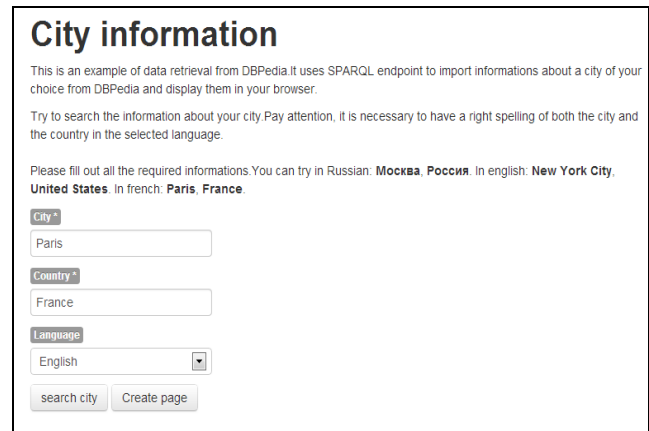 City information
This is an example of data retrieval from DBPedia.It uses SPARQL endpoint to import informations about a city of your
choice from DBPedia and display them in your browser.
Try to search the information about your city.Pay attention, it is necessary to have a right spelling of both the city and
the country in the selected language.
Please fill out all the required informations.You can try in Russian: Москва, Россия. In english: New York City,
United States. In french: Paris, France.
City *
Paris
Country *
France
Language
English
search city Create page